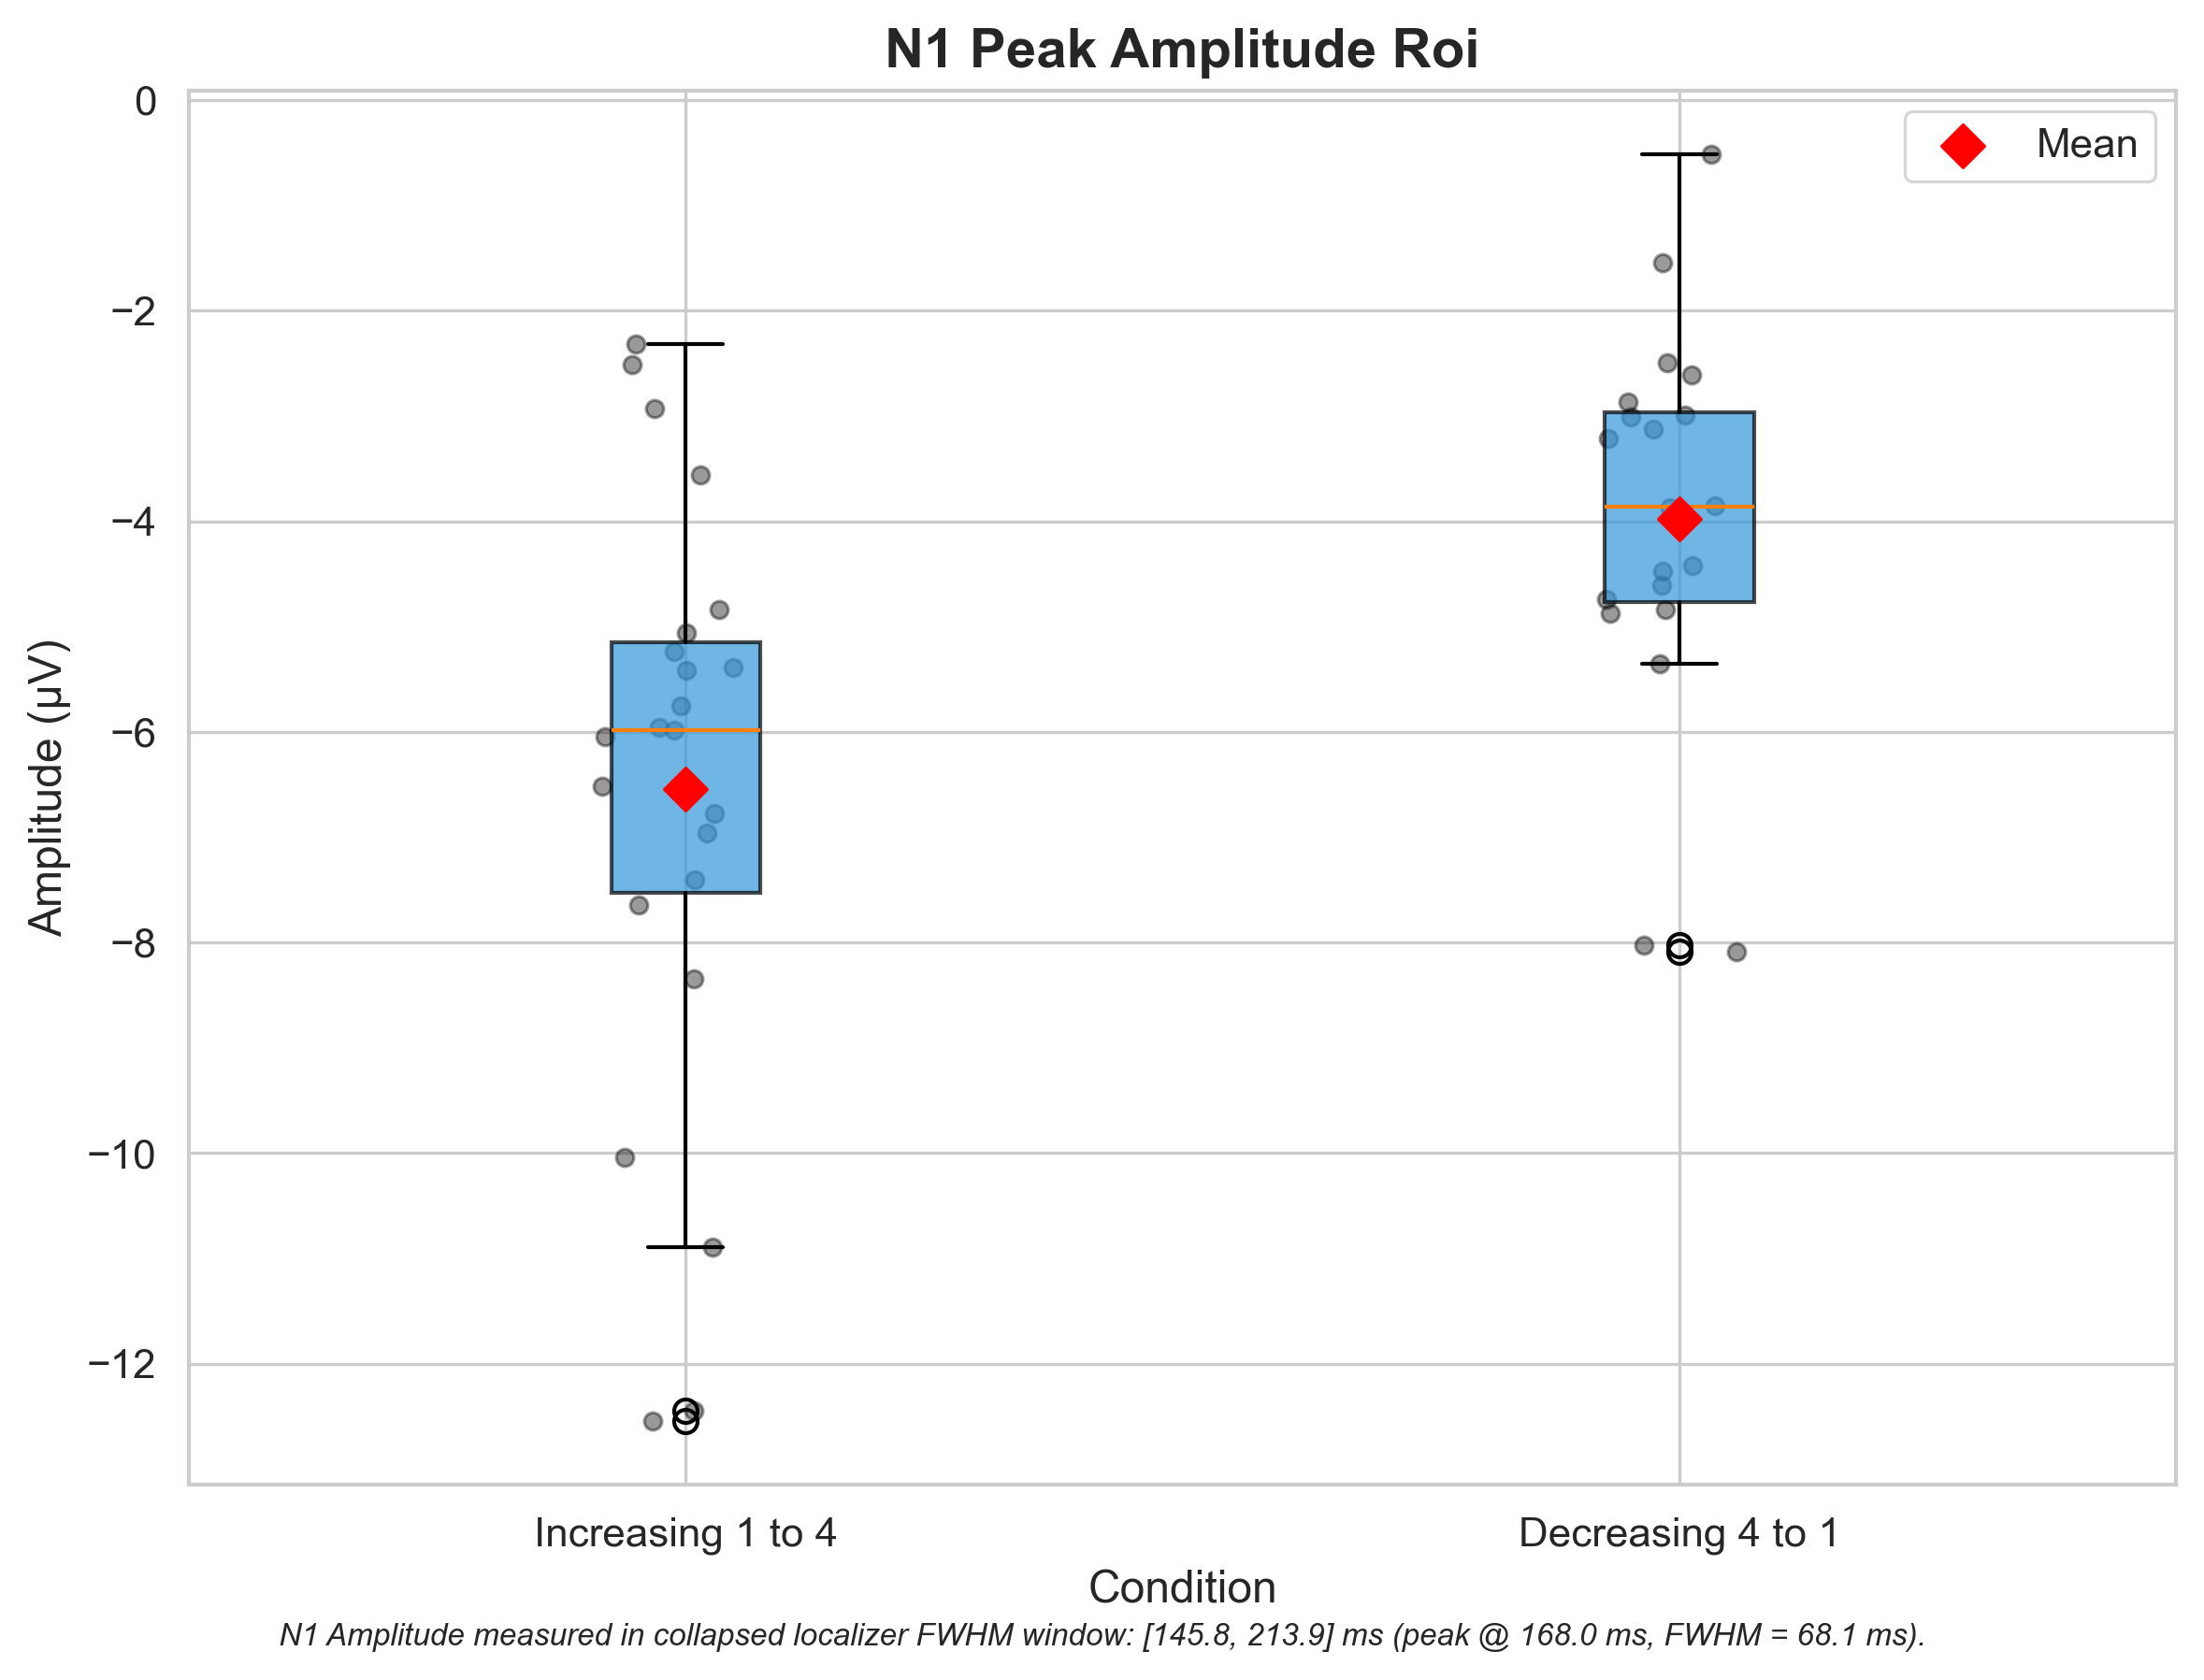 N1 Peak Amplitude Roi
Mean
0
−2
−4
−6
−8
−10
−12
Amplitude (µV)
Increasing 1 to 4
Decreasing 4 to 1
Condition
N1 Amplitude measured in collapsed localizer FWHM window: [145.8, 213.9] ms (peak @ 168.0 ms, FWHM = 68.1 ms).